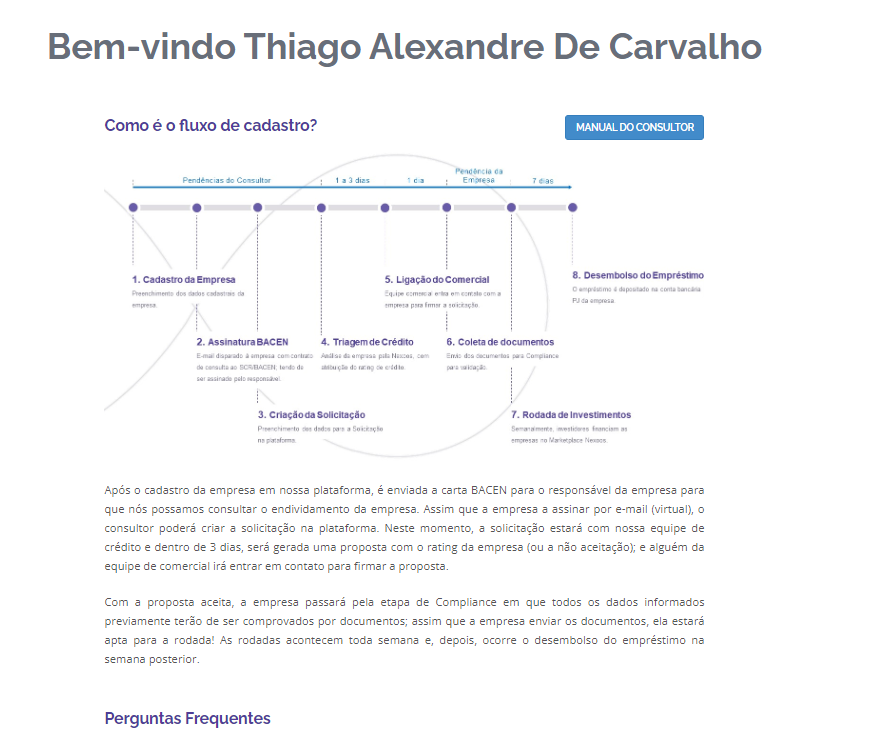 Bem-vindo Thiago Alexandre De Carvalho
Como é o fluxo de cadastro?
MANUAL DO CONSULTOR
Pendências do Consultor
1 a 3 dias
1 dia
Pendência da
Empresa
7 dias
1. Cadastro da Empresa
Preenchimento dos dados cadastrais da
empresa.
5. Ligação do Comercial
Equipe comercial entra em contato com a
empresa para firmar a solicitação.
8. Desembolso do Empréstimo
O empréstimo é depositado na conta bancária
PJ da empresa.
2. Assinatura BACEN
E-mail disparado à empresa com contrato
de consulta ao SCR/BACEN, tendo de
ser assinado pelo responsável.
4. Triagem de Crédito
Análise da empresa pela Nexoos, com
atribuição do rating de crédito.
6. Coleta de documentos
Envio dos documentos para Compliance
para validação.
3. Criação da Solicitação
Preenchimento dos dados para a Solicitação
na plataforma.
7. Rodada de Investimentos
Semanalmente, investidores financiam as
empresas no Marketplace Nexoos.
Após o cadastro da empresa em nossa plataforma, é enviada a carta BACEN para o responsável da empresa para
que nós possamos consultar o endividamento da empresa. Assim que a empresa a assinar por e-mail (virtual), o
consultor poderá criar a solicitação na plataforma. Neste momento, a solicitação estará com nossa equipe de
crédito e dentro de 3 dias, será gerada uma proposta com o rating da empresa (ou a não aceitação); e alguém da
equipe de comercial irá entrar em contato para firmar a proposta.
Com a proposta aceita, a empresa passará pela etapa de Compliance em que todos os dados informados
previamente terão de ser comprovados por documentos; assim que a empresa enviar os documentos, ela estará
apta para a rodada! As rodadas acontecem toda semana e, depois, ocorre o desembolso do empréstimo na
semana posterior.
Perguntas Frequentes